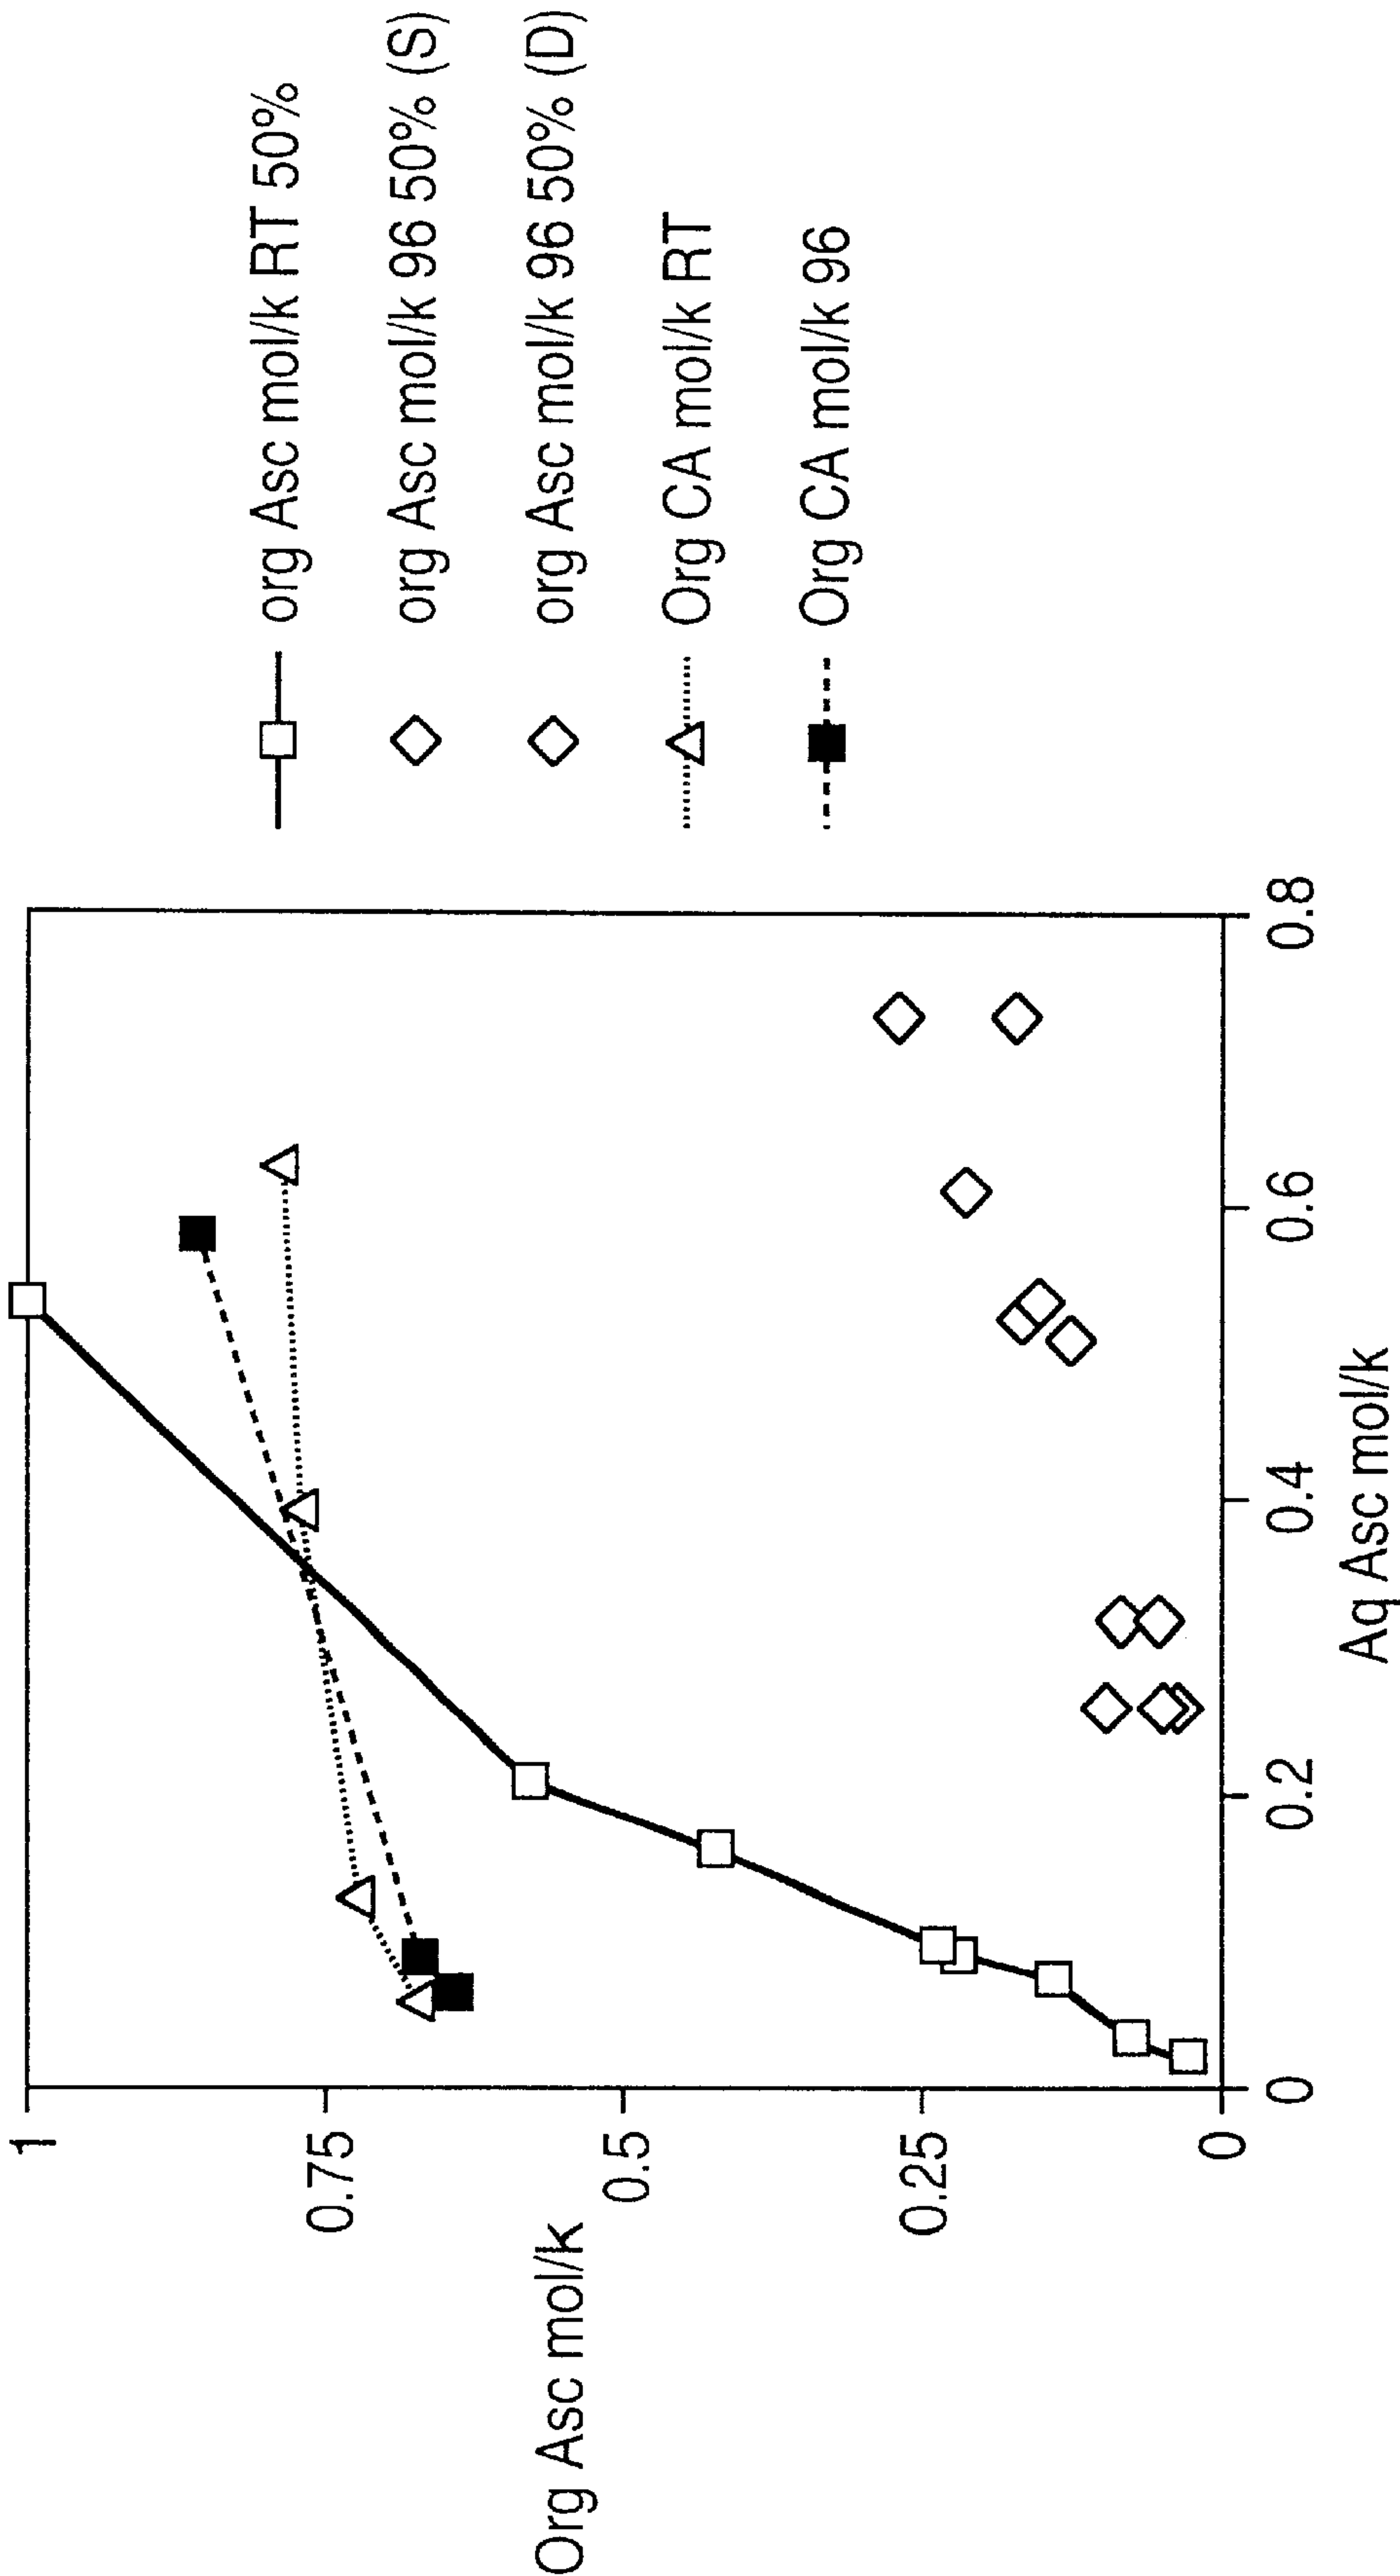 Org Asc mol/k
1
0.75
0.5
0.25
0
0
0.2
0.4
0.6
0.8
Aq Asc mol/k
org Asc mol/k RT 50%
org Asc mol/k 96 50% (S)
org Asc mol/k 96 50% (D)
Org CA mol/k RT
Org CA mol/k 96